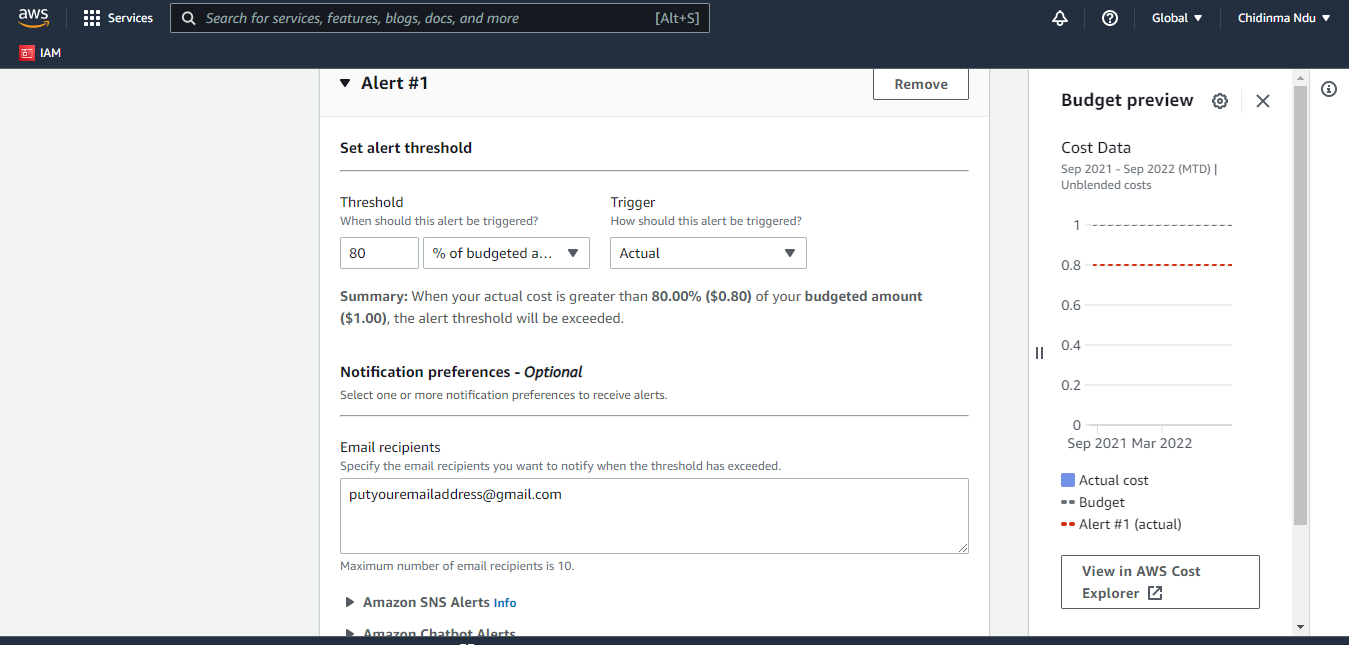 aws
Services
Search for services, features, blogs, docs, and more
[Alt+S]
Global
Chidinma Ndu
IAM
Alert #1
Remove
Set alert threshold
Threshold
When should this alert be triggered?
80
% of budgeted a...
Trigger
How should this alert be triggered?
Actual
Summary: When your actual cost is greater than 80.00% ($0.80) of your budgeted amount
($1.00), the alert threshold will be exceeded.
Notification preferences - Optional
Select one or more notification preferences to receive alerts.
Email recipients
Specify the email recipients you want to notify when the threshold has exceeded.
putyouremailaddress@gmail.com
Maximum number of email recipients is 10.
Amazon SNS Alerts Info
Amazon Chatbot Alerts
Budget preview
Cost Data
Sep 2021 - Sep 2022 (MTD) |
Unblended costs
1
0.8
0.6
0.4
0.2
0
Sep 2021 Mar 2022
Actual cost
Budget
Alert #1 (actual)
View in AWS Cost
Explorer